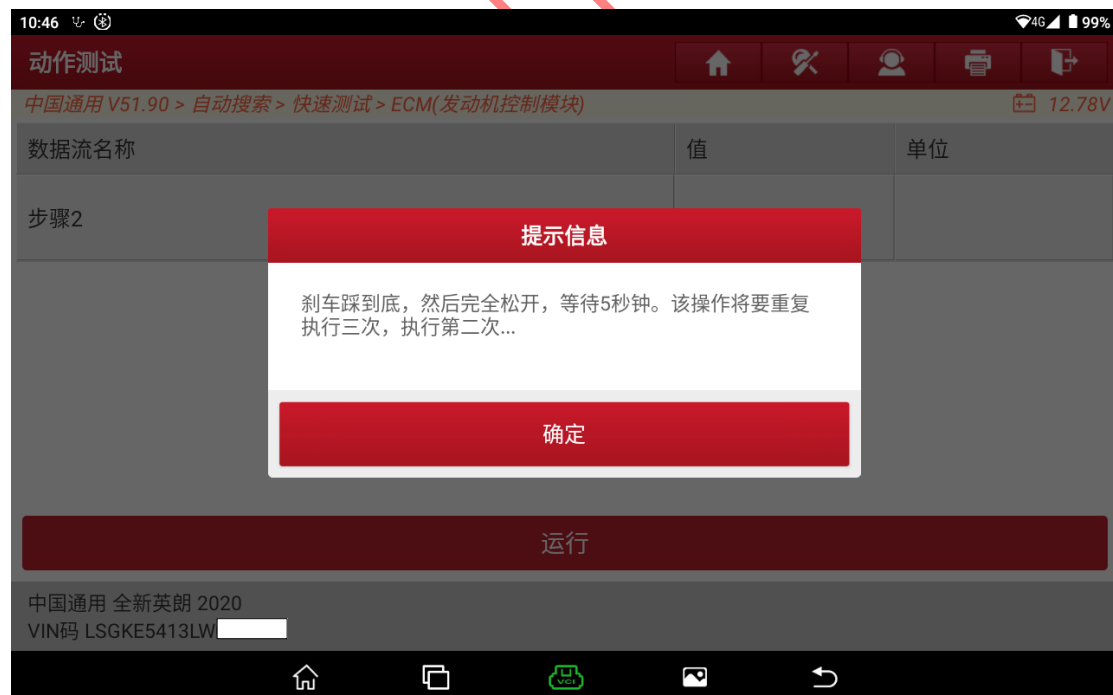 10:46 4G 99%
动作测试
中国通用 V51.90 > 自动搜索 > 快速测试 > ECM(发动机控制模块) 12.78V
数据流名称 值 单位
步骤2
提示信息
刹车踩到底，然后完全松开，等待5秒钟。该操作将要重复
执行三次，执行第二次...
确定
运行
中国通用 全新英朗 2020
VIN码 LSGKE5413LW
VCI